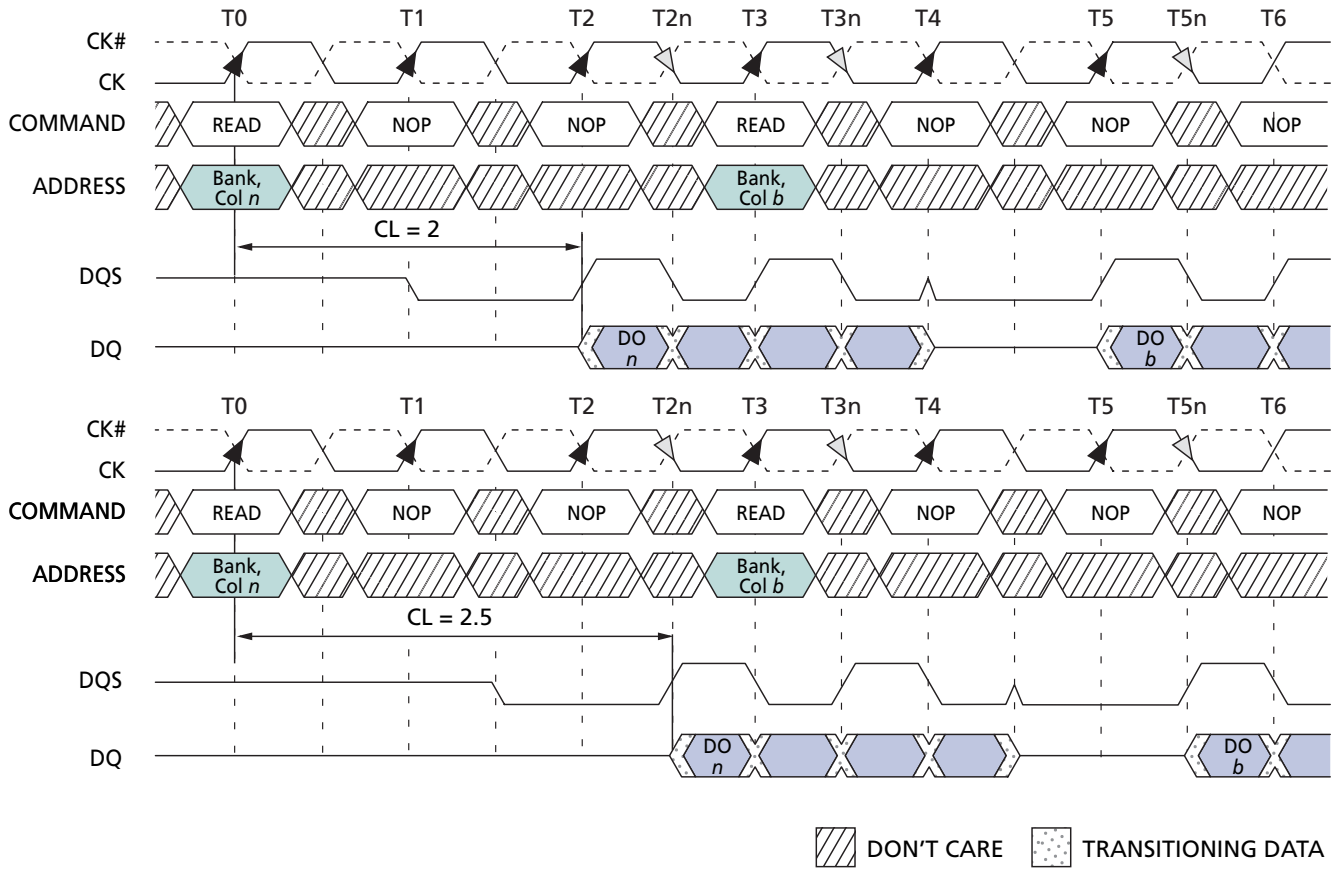 T0 T1 T2 T2n T3 T3n T4 T5 T5n T6
CK#
CK
COMMAND READ NOP NOP READ NOP NOP NOP
ADDRESS Bank, Col n Bank, Col b
CL = 2
DQS
DQ DO n DO b
T0 T1 T2 T2n T3 T3n T4 T5 T5n T6
CK#
CK
COMMAND READ NOP NOP READ NOP NOP NOP
ADDRESS Bank, Col n Bank, Col b
CL = 2.5
DQS
DQ DO n DO b
DON'T CARE TRANSITIONING DATA